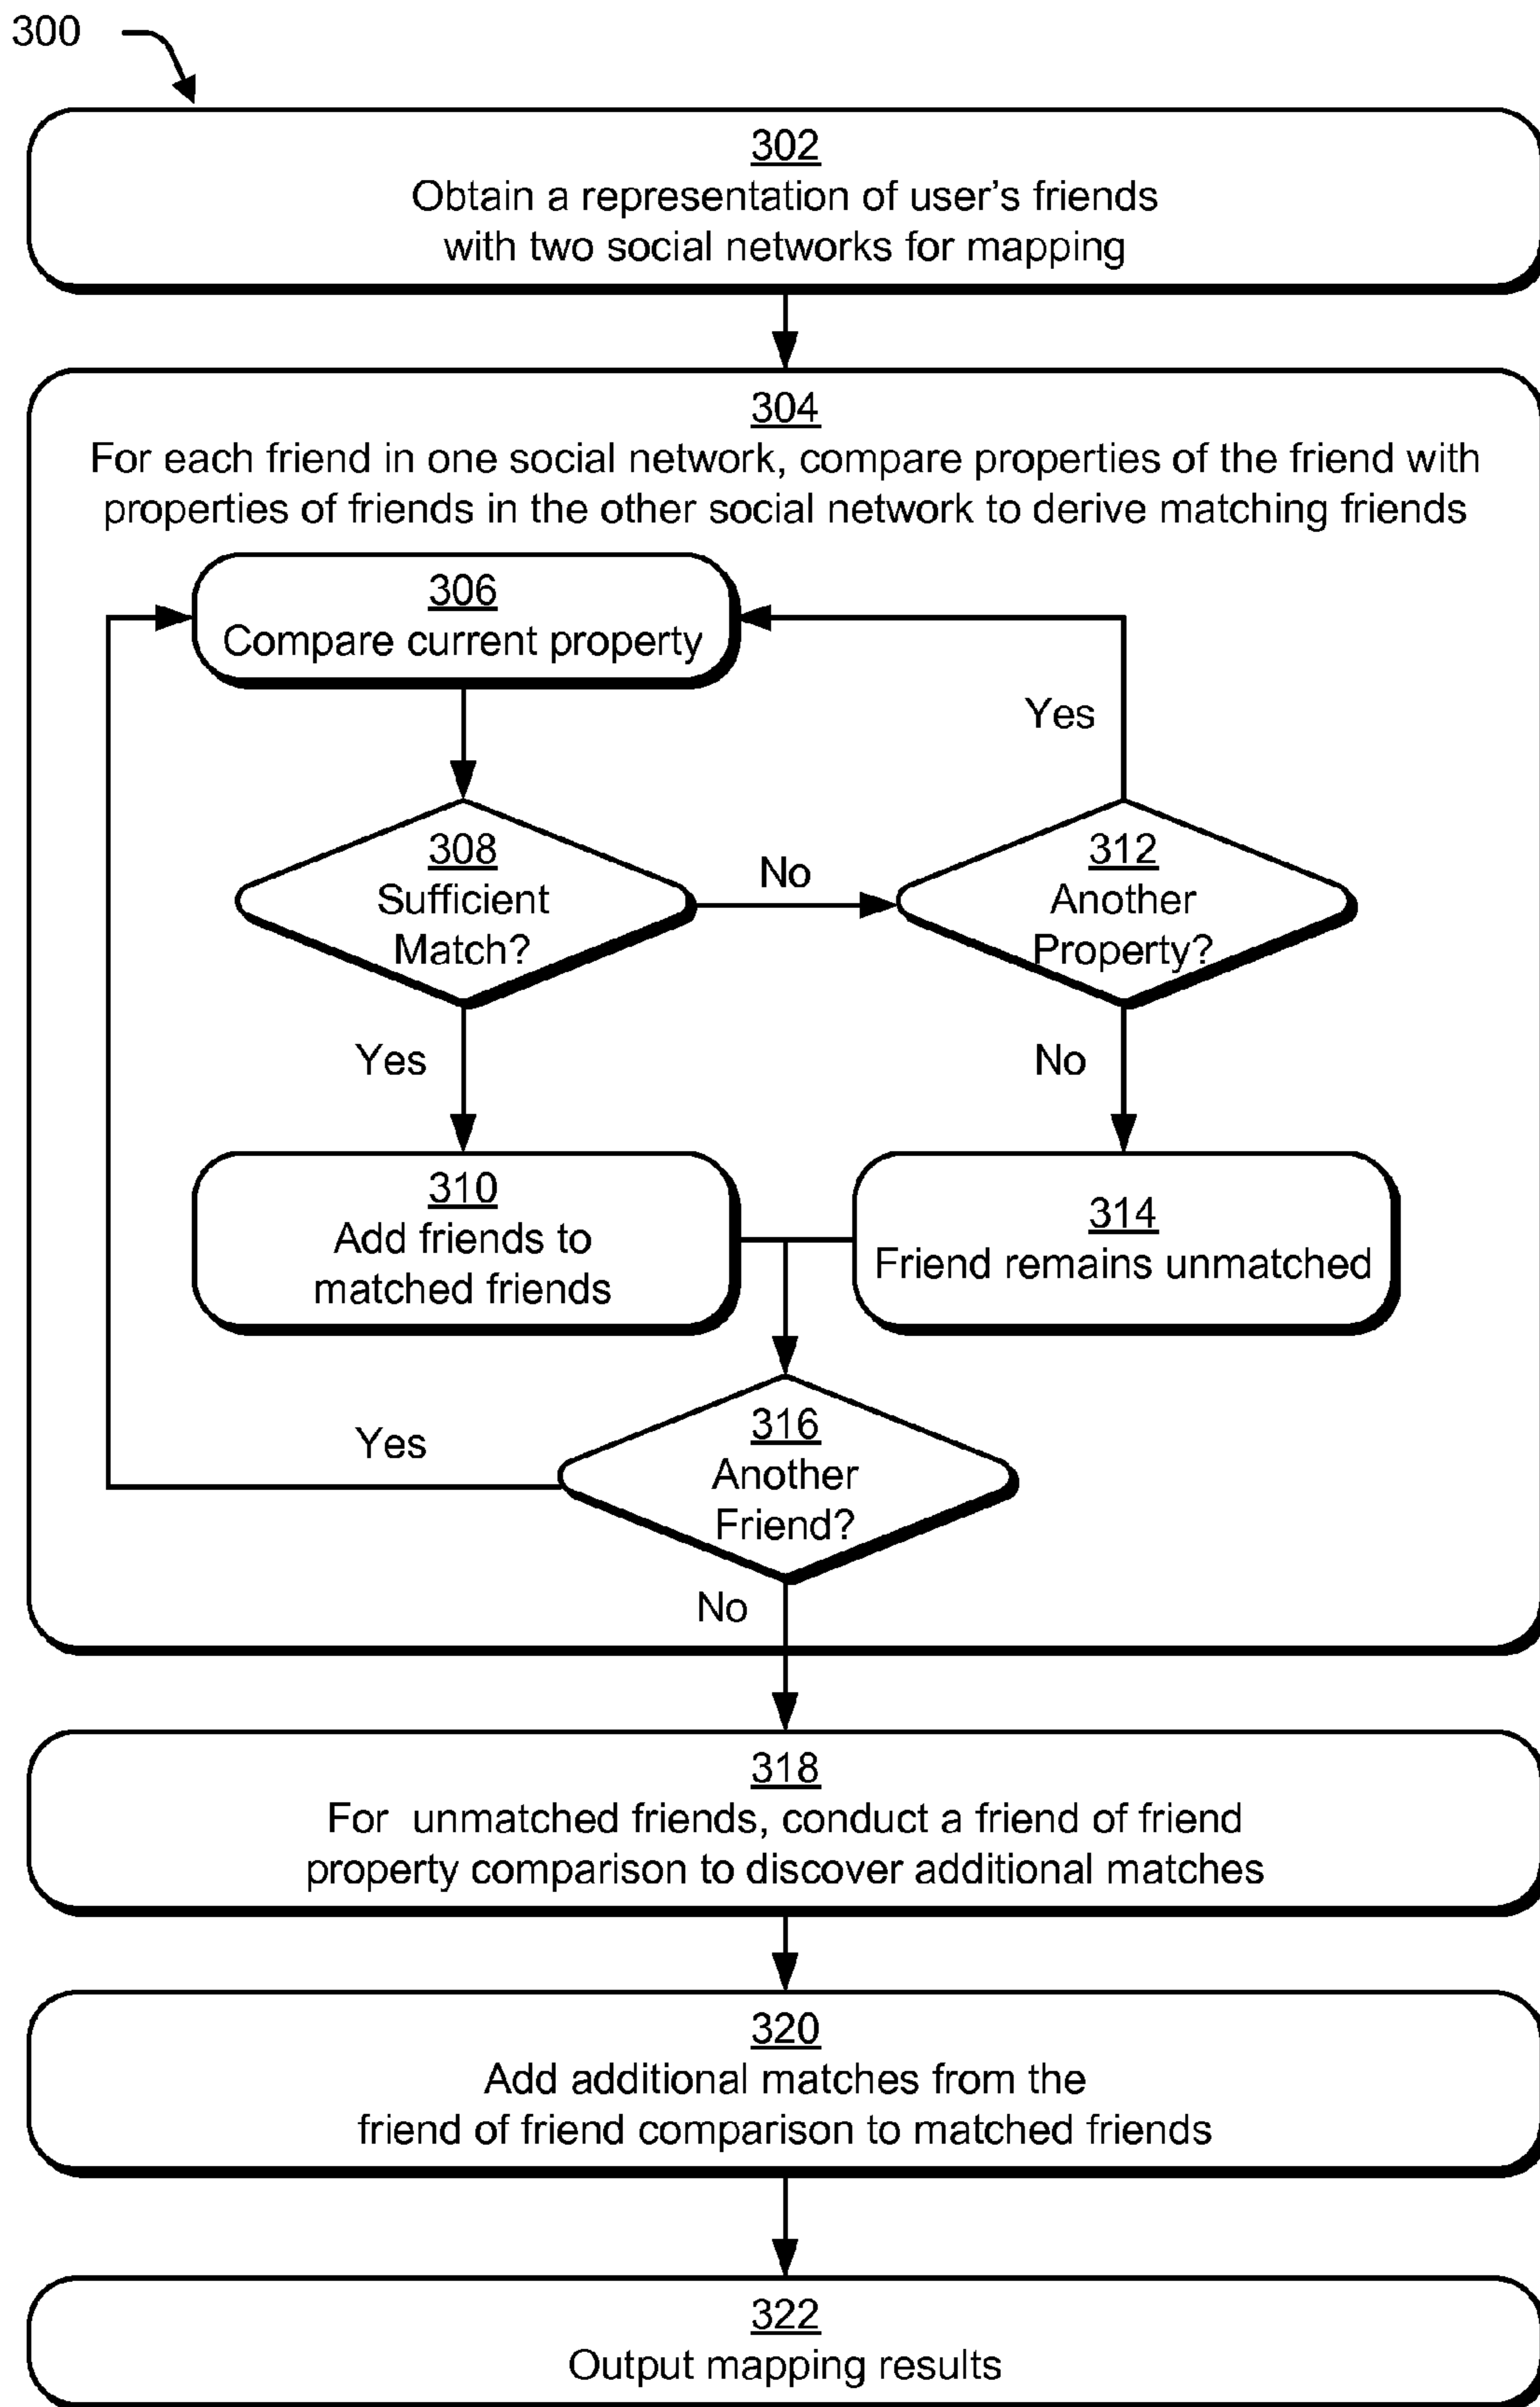 300
302
Obtain a representation of user's friends
with two social networks for mapping
304
For each friend in one social network, compare properties of the friend with
properties of friends in the other social network to derive matching friends
306
Compare current property
Yes
308
Sufficient
Match?
No
312
Another
Property?
Yes
No
310
Add friends to
matched friends
314
Friend remains unmatched
Yes
316
Another
Friend?
No
318
For unmatched friends, conduct a friend of friend
property comparison to discover additional matches
320
Add additional matches from the
friend of friend comparison to matched friends
322
Output mapping results